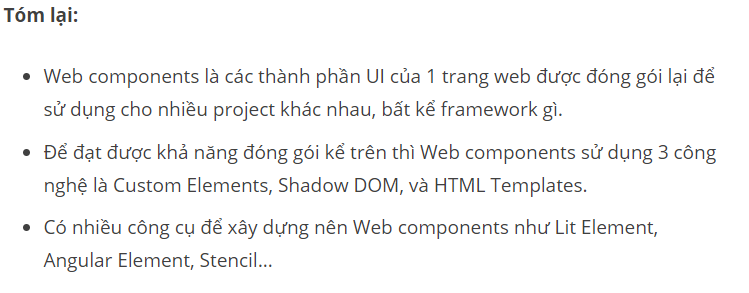 Tóm lại:
Web components là các thành phần UI của 1 trang web được đóng gói lại để
sử dụng cho nhiều project khác nhau, bất kể framework gì.
Để đạt được khả năng đóng gói kể trên thì Web components sử dụng 3 công
nghệ là Custom Elements, Shadow DOM, và HTML Templates.
Có nhiều công cụ để xây dựng nên Web components như Lit Element,
Angular Element, Stencil...